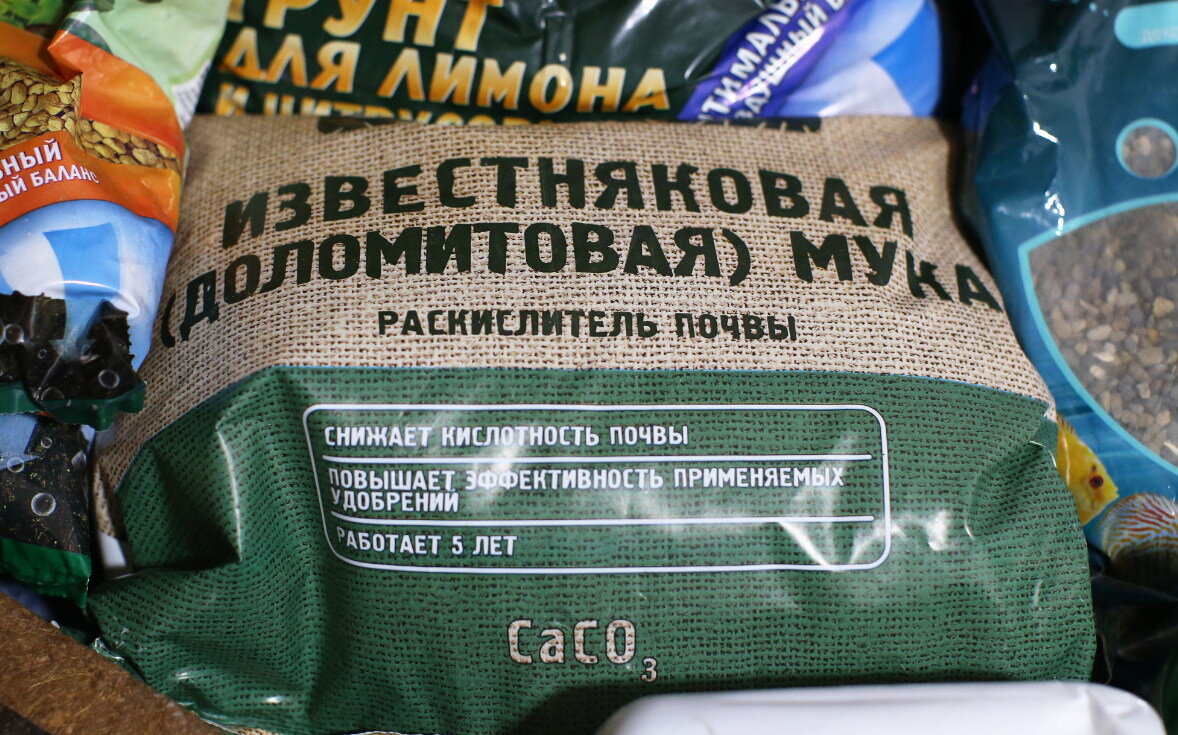 ГРУНТ
ДЛЯ ЛИМОНА
И ЦИТРУСОВ
ИЗВЕСТНЯКОВАЯ
(ДОЛОМИТОВАЯ) МУКА
РАСКИСЛИТЕЛЬ ПОЧВЫ
СНИЖАЕТ КИСЛОТНОСТЬ ПОЧВЫ
ПОВЫШАЕТ ЭФФЕКТИВНОСТЬ ПРИМЕНЯЕМЫХ
УДОБРЕНИЙ
РАБОТАЕТ 5 ЛЕТ
CaCO3